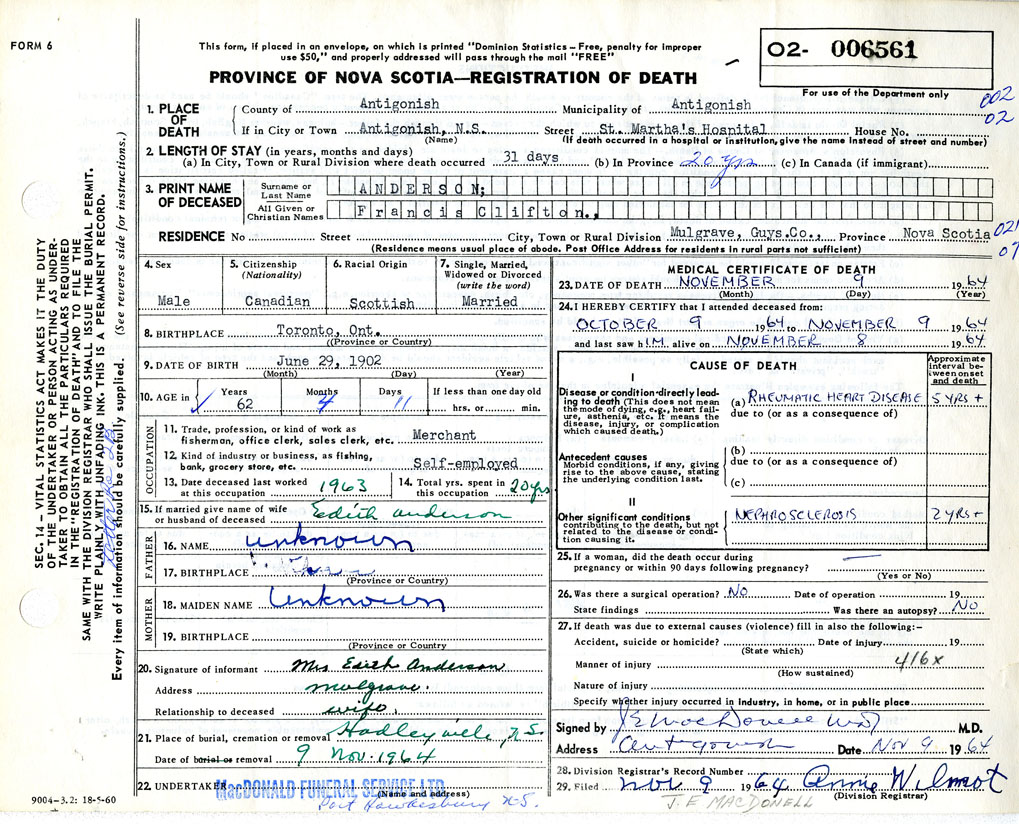 FORM 6
This form, if placed in an envelope, on which is printed "Dominion Statistics—Free, penalty for improper
use $50," and properly addressed will pass through the mail "FREE"
PROVINCE OF NOVA SCOTIA—REGISTRATION OF DEATH
02- 006561
For use of the Department only
002
02
1. PLACE OF DEATH
County of Antigonish Municipality of Antigonish
If in City or Town Antigonish, N.S. Street St. Martha's Hospital House No.
(Name) (If death occurred in a hospital or institution, give the name instead of street and number)
2. LENGTH OF STAY (in years, months and days)
(a) In City, Town or Rural Division where death occurred 31 days (b) In Province 20 yrs (c) In Canada (if immigrant)
3. PRINT NAME OF DECEASED
Surname or Last Name ANDERSON:
All Given or Christian Names Francis Clifton.,
RESIDENCE No Street City, Town or Rural Division Mulgrave, Guys.Co., Province Nova Scotia
021
07
(Residence means usual place of abode. Post Office Address for residents in rural parts not sufficient)
4. Sex
Male
5. Citizenship (Nationality)
Canadian
6. Racial Origin
Scottish
7. Single, Married, Widowed or Divorced (write the word)
Married
8. BIRTHPLACE Toronto, Ont.
(Province or Country)
9. DATE OF BIRTH June 29, 1902
(Month) (Day) (Year)
10. AGE in Years Months Days If less than one day old
62 4 11 hrs. or min.
OCCUPATION
11. Trade, profession, or kind of work as
fisherman, office clerk, sales clerk, etc. Merchant
12. Kind of industry or business, as fishing,
bank, grocery store, etc. Self-employed
13. Date deceased last worked at this occupation 1963
14. Total yrs. spent in this occupation 20 yrs
15. If married give name of wife
or husband of deceased Edith Anderson
FATHER
16. NAME unknown
17. BIRTHPLACE
(Province or Country)
MOTHER
18. MAIDEN NAME Unknown
19. BIRTHPLACE
(Province or Country)
20. Signature of informant Mrs Edith Anderson
Address Mulgrave.
Relationship to deceased wife.
21. Place of burial, cremation or removal Hadleyville, N.S.
Date of burial or removal 9 Nov. 1964
22. UNDERTAKER MacDONALD FUNERAL SERVICE LTD.
(Name and address)
Port Hawkesbury N-S.
9004-3.2: 18-5-60
MEDICAL CERTIFICATE OF DEATH
23. DATE OF DEATH NOVEMBER 9 1964
(Month) (Day) (Year)
24. I HEREBY CERTIFY that I attended deceased from:
OCTOBER 9 1964 to NOVEMBER 9 1964
and last saw hIM. alive on NOVEMBER 8 1964
CAUSE OF DEATH
Approximate interval between onset and death
I
Disease or condition directly leading to death (This does not mean the mode of dying, e.g., heart failure, asthenia, etc. It means the disease, injury, or complication which caused death.)
(a) RHEUMATIC HEART DISEASE 5 YRS +
due to (or as a consequence of)
Antecedent causes
Morbid conditions, if any, giving rise to the above cause, stating the underlying condition last.
(b)
due to (or as a consequence of)
(c)
II
Other significant conditions
contributing to the death, but not related to the disease or condition causing it.
NEPHROSCLEROSIS 2 YRS +
25. If a woman, did the death occur during
pregnancy or within 90 days following pregnancy?
(Yes or No)
26. Was there a surgical operation? NO Date of operation 19
State findings Was there an autopsy? No
27. If death was due to external causes (violence) fill in also the following:–
Accident, suicide or homicide? Date of injury 19
(State which)
Manner of injury 416x
(How sustained)
Nature of injury
Specify whether injury occurred in Industry, in home, or in public place
Signed by J E MacDonell M.D.
Address Antigonish Date Nov 9 1964
28. Division Registrar's Record Number
29. Filed Nov 9 1964 Annie Wilmot
(Division Registrar)
J. E MACDONELL
SEC. 14 – VITAL STATISTICS ACT MAKES IT THE DUTY
OF THE UNDERTAKER OR PERSON ACTING AS UNDER-
TAKER TO OBTAIN ALL THE PARTICULARS REQUIRED
IN THE "REGISTRATION OF DEATH" AND TO FILE THE
SAME WITH THE DIVISION REGISTRAR WHO SHALL ISSUE THE BURIAL PERMIT.
WRITE PLAINLY, WITH UNFADING INK. THIS IS A PERMANENT RECORD.
Every item of information should be carefully supplied. (See reverse side for instructions.)